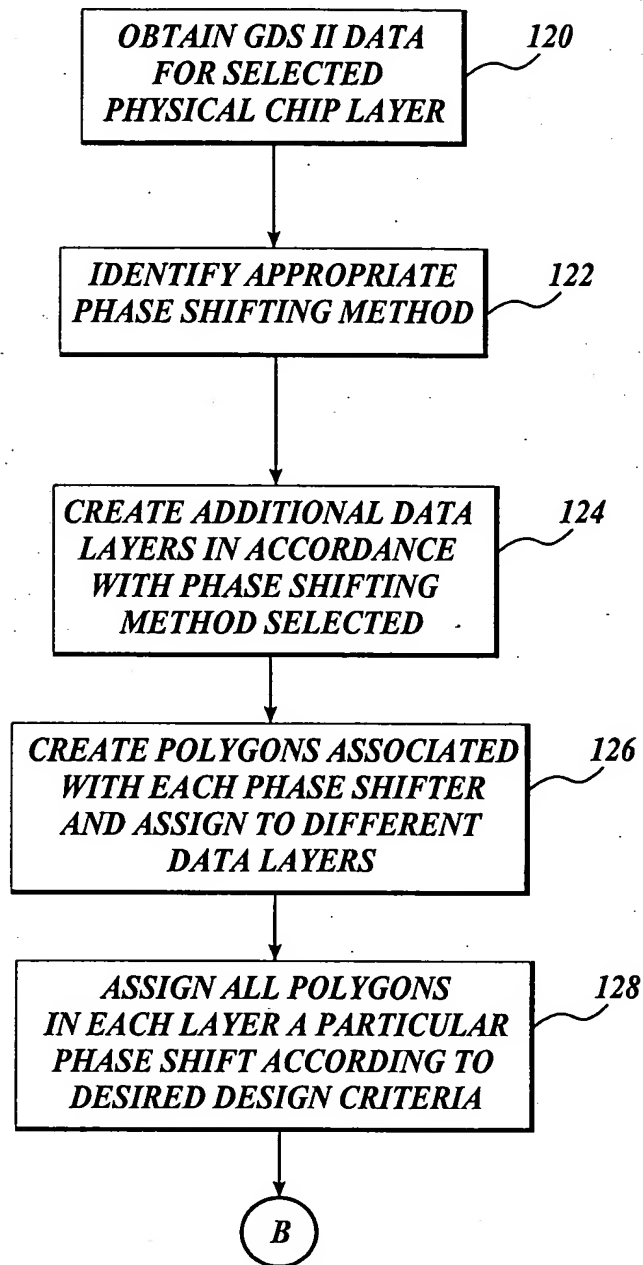 OBTAIN GDS II DATA
FOR SELECTED
PHYSICAL CHIP LAYER
120
IDENTIFY APPROPRIATE
PHASE SHIFTING METHOD
122
CREATE ADDITIONAL DATA
LAYERS IN ACCORDANCE
WITH PHASE SHIFTING
METHOD SELECTED
124
CREATE POLYGONS ASSOCIATED
WITH EACH PHASE SHIFTER
AND ASSIGN TO DIFFERENT
DATA LAYERS
126
ASSIGN ALL POLYGONS
IN EACH LAYER A PARTICULAR
PHASE SHIFT ACCORDING TO
DESIRED DESIGN CRITERIA
128
B